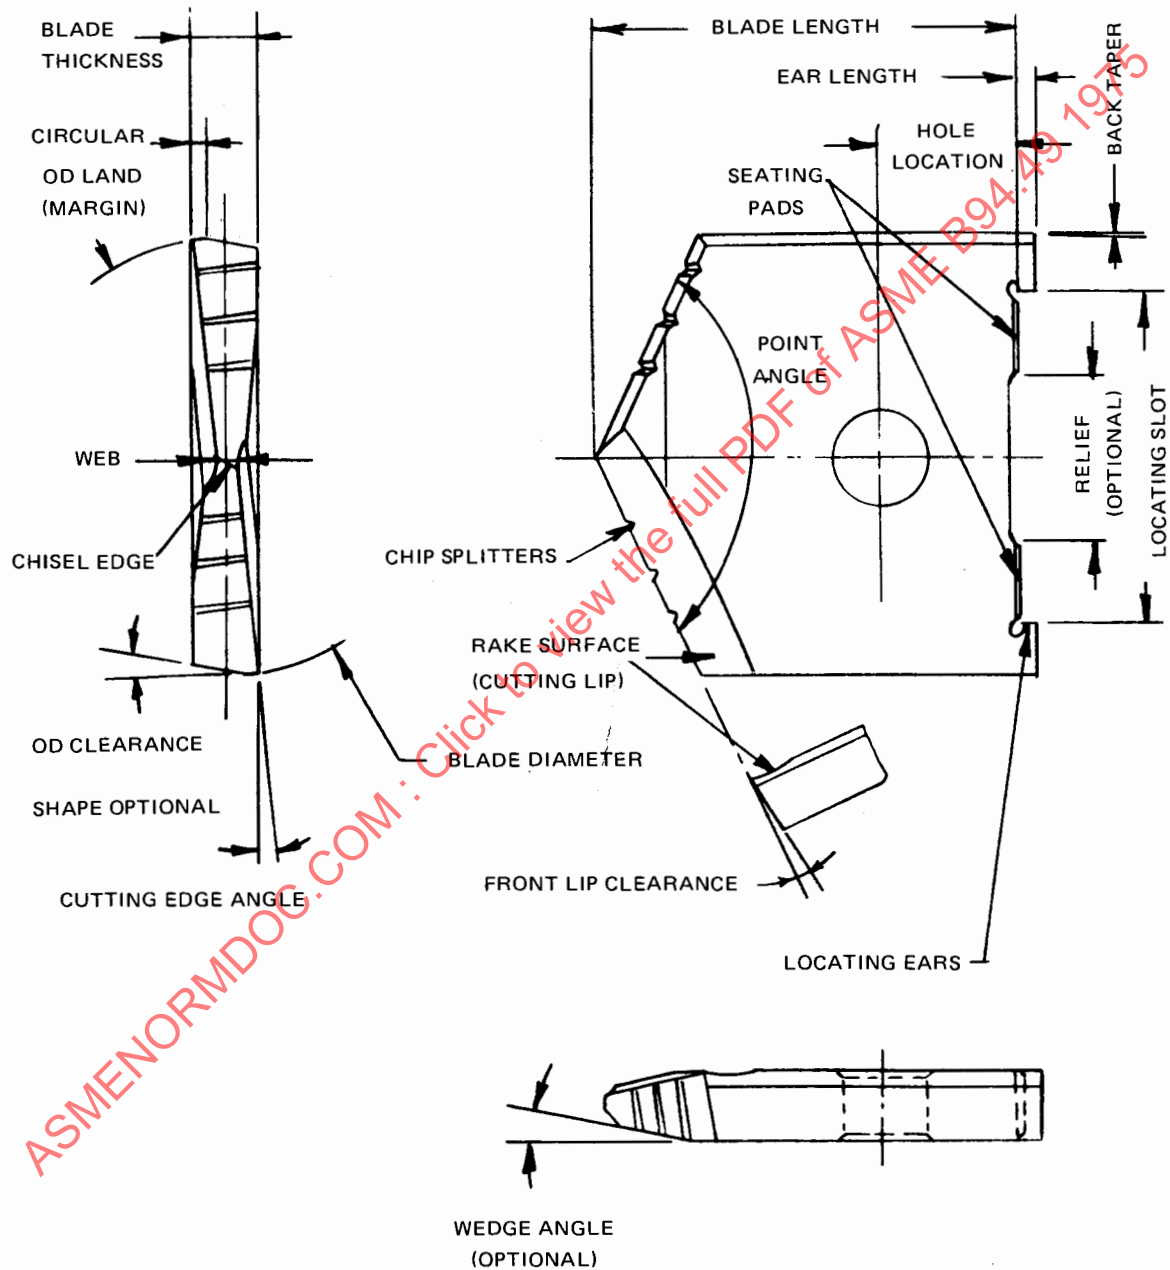 BLADE
THICKNESS
CIRCULAR
OD LAND
(MARGIN)
WEB
CHISEL EDGE
OD CLEARANCE
SHAPE OPTIONAL
CUTTING EDGE ANGLE
BLADE LENGTH
EAR LENGTH
BACK TAPER
HOLE
LOCATION
SEATING
PADS
POINT
ANGLE
RELIEF
(OPTIONAL)
LOCATING SLOT
CHIP SPLITTERS
RAKE SURFACE
(CUTTING LIP)
BLADE DIAMETER
FRONT LIP CLEARANCE
LOCATING EARS
WEDGE ANGLE
(OPTIONAL)
ASMENORMDOC.COM : Click to view the full PDF of ASME B94.49 1975